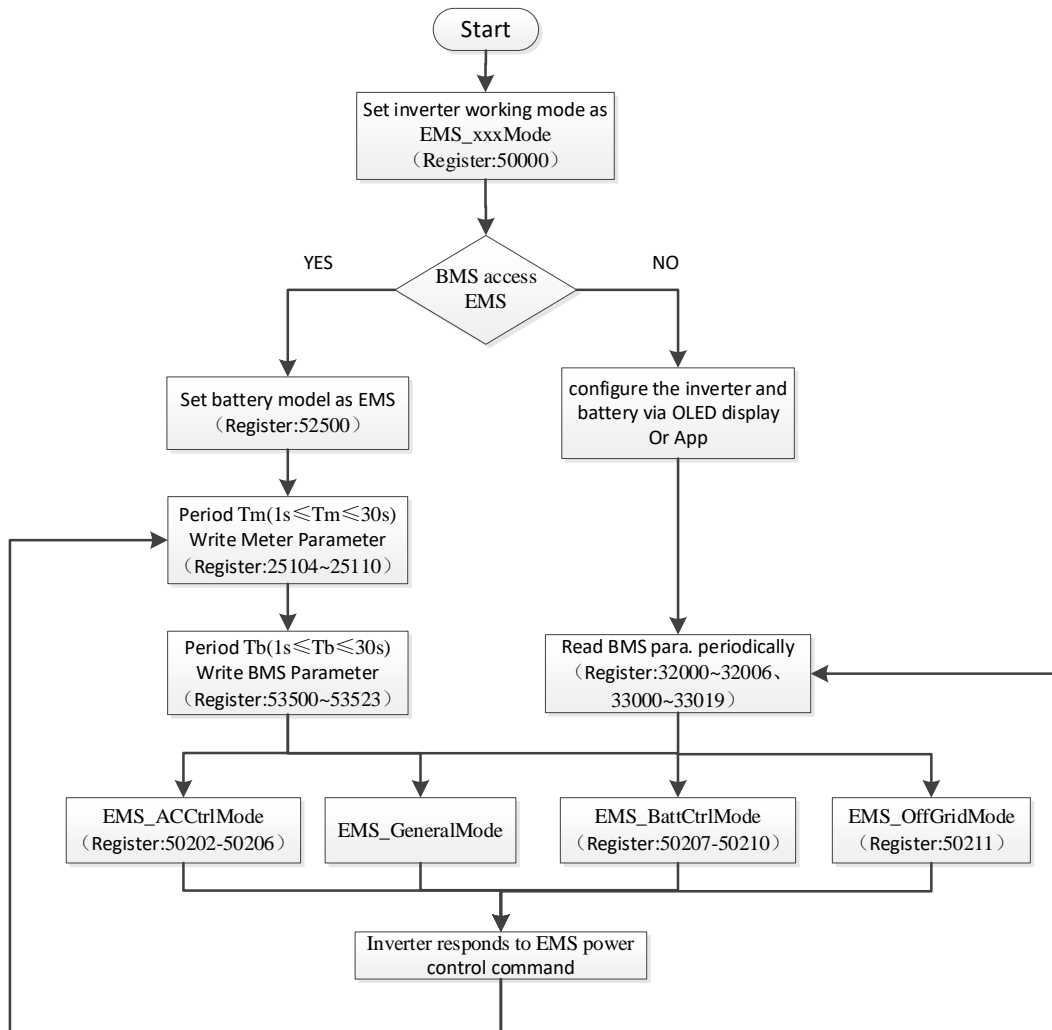 Start
Set inverter working mode as
EMS_xxxMode
（Register:50000）
YES
NO
BMS access
EMS
Set battery model as EMS
（Register:52500）
configure the inverter and
battery via OLED display
Or App
Period Tm(1s≤Tm≤30s)
Write Meter Parameter
（Register:25104~25110）
Period Tb(1s≤Tb≤30s)
Write BMS Parameter
（Register:53500~53523）
Read BMS para. periodically
（Register:32000~32006、
33000~33019）
EMS_ACCtrlMode
（Register:50202-50206）
EMS_GeneralMode
EMS_BattCtrlMode
（Register:50207-50210）
EMS_OffGridMode
（Register:50211）
Inverter responds to EMS power
control command